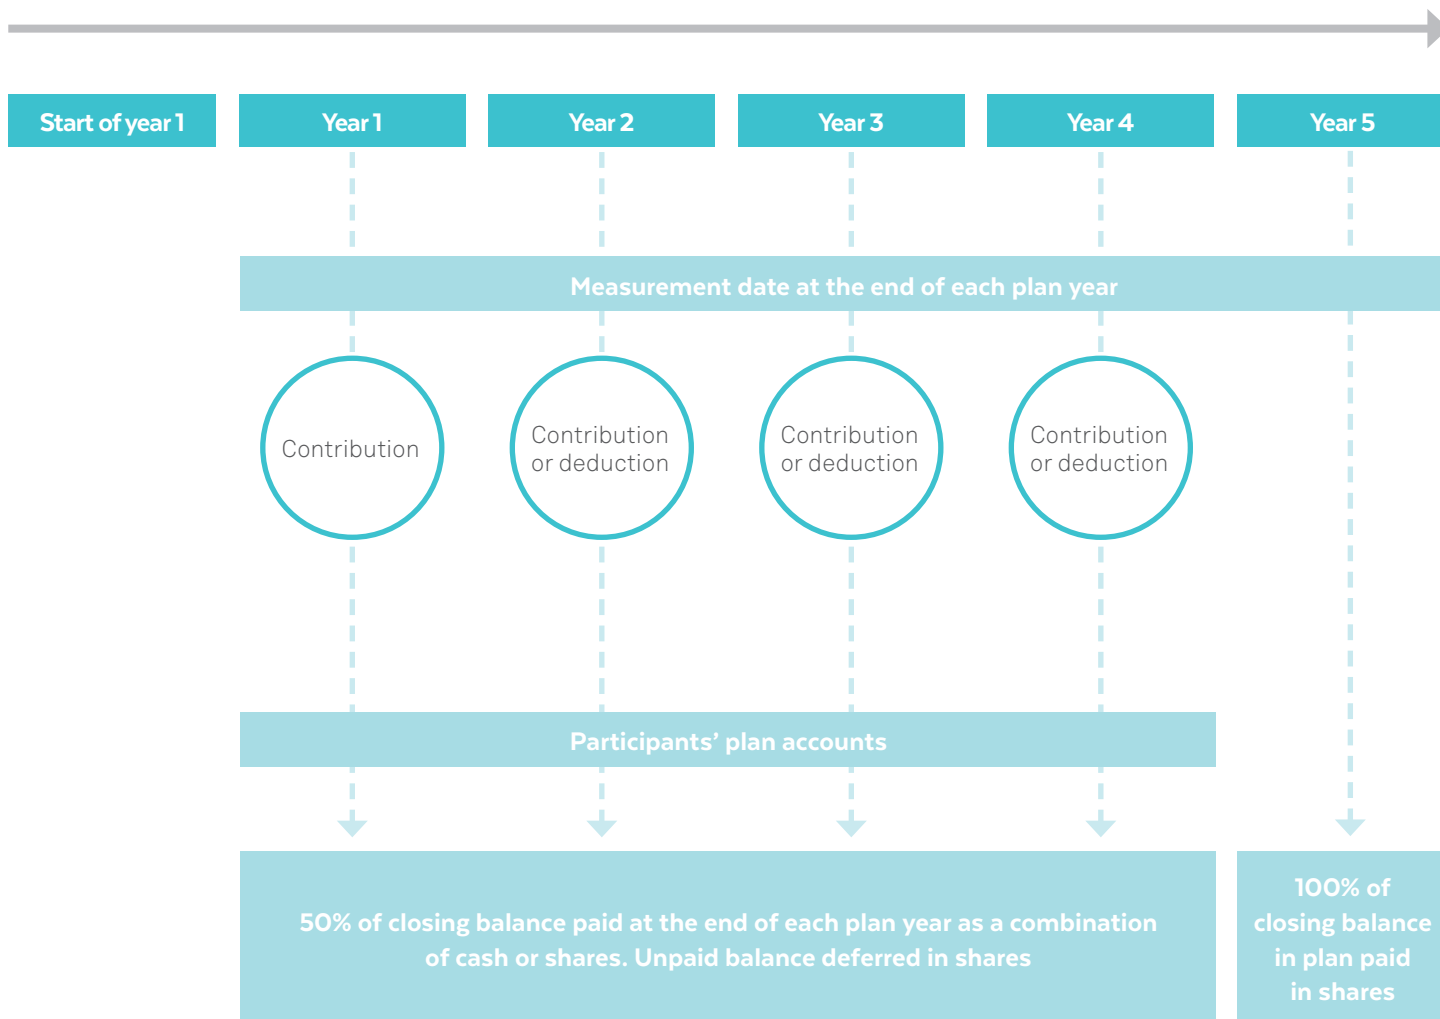 Start of year 1
Year 1
Year 2
Year 3
Year 4
Year 5
Measurement date at the end of each plan year
Contribution
Contribution
or deduction
Contribution
or deduction
Contribution
or deduction
Participants’ plan accounts
50% of closing balance paid at the end of each plan year as a combination
of cash or shares. Unpaid balance deferred in shares
100% of
closing balance
in plan paid
in shares